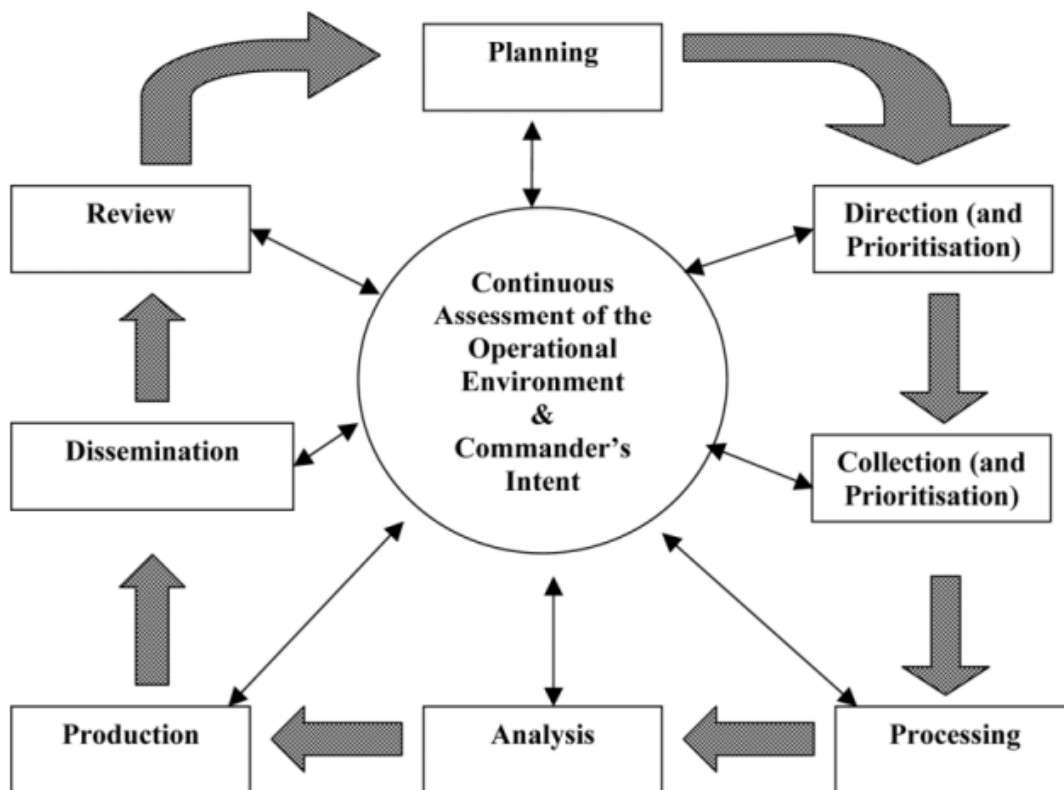 Planning
Review
Direction (and
Prioritisation)
Continuous
Assessment of the
Operational
Environment
&
Commander’s
Intent
Dissemination
Collection (and
Prioritisation)
Production
Analysis
Processing